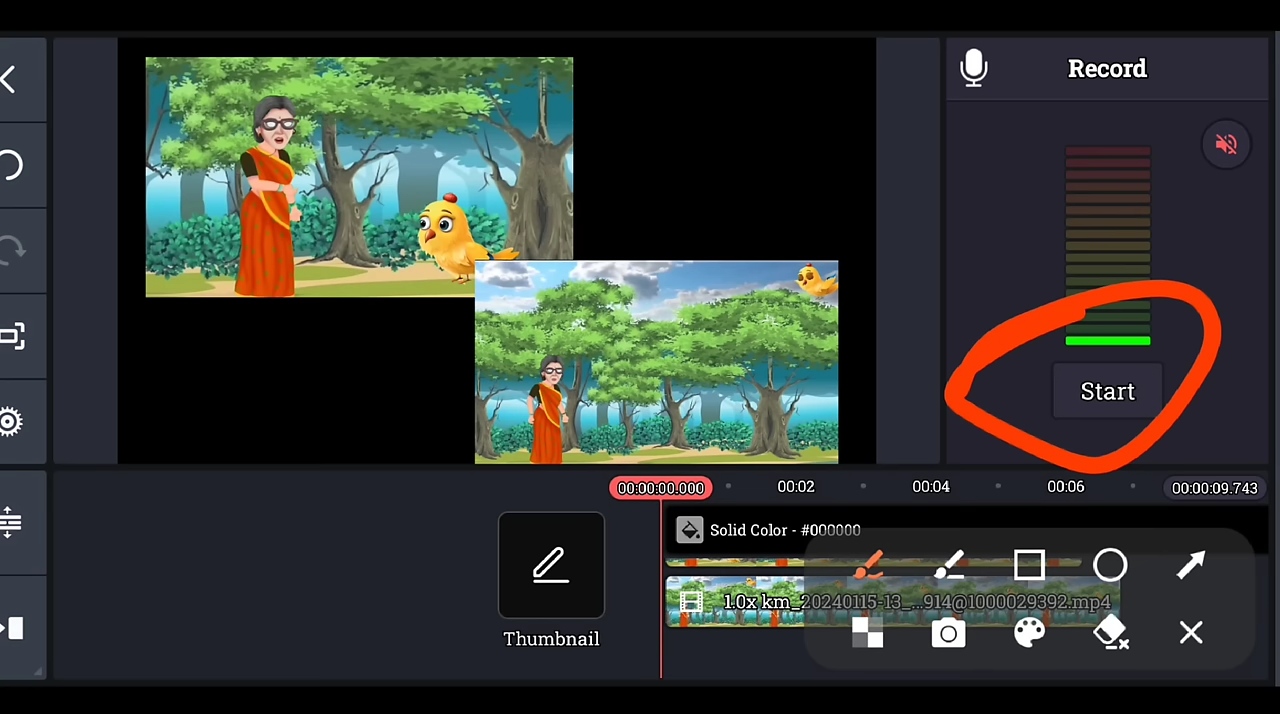 Record
Start
00:00:00.000
00:02
00:04
00:06
00:00:09.743
Solid Color - #000000
1.0x km_20240115-13_...914@1000029392.mp4
Thumbnail